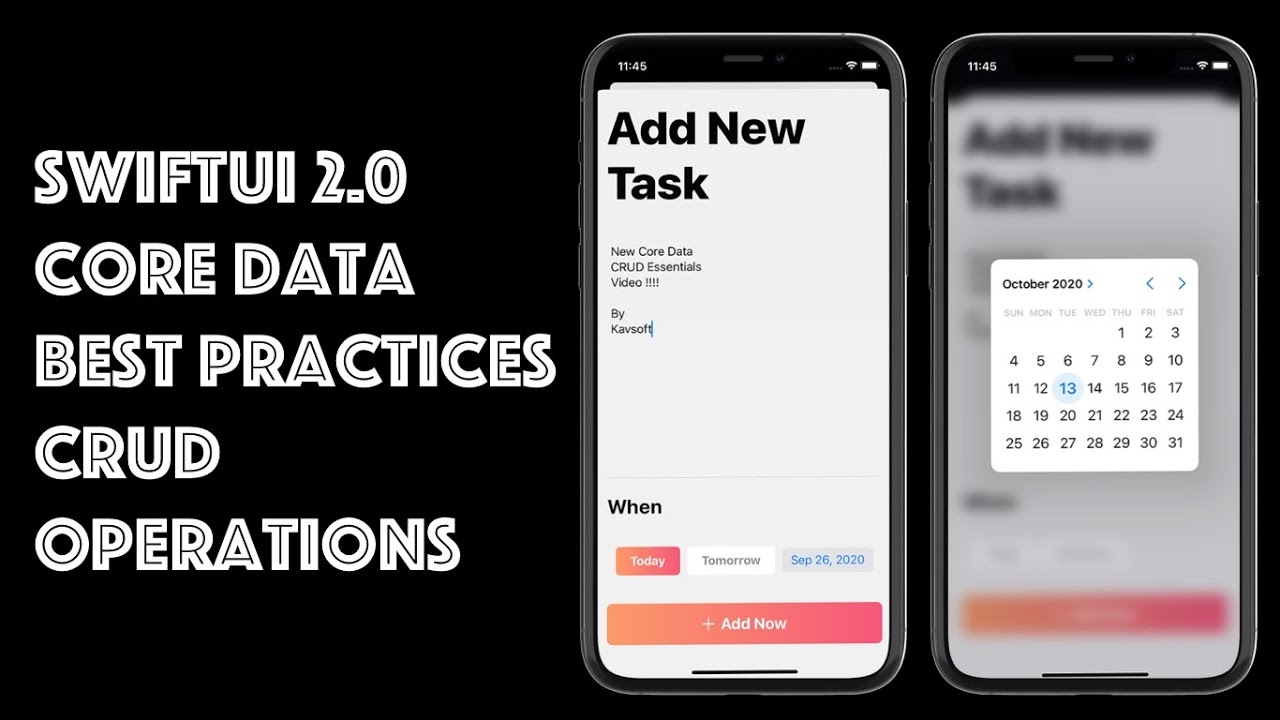 SWIFTUI 2.0
CORE DATA
BEST PRACTICES
CRUD
OPERATIONS
11:45
Add New
Task
New Core Data
CRUD Essentials
Video !!!!
By
Kavsoft
When
Today Tomorrow Sep 26, 2020
+ Add Now
11:45
Add New
Task
October 2020 > < >
SUN MON TUE WED THU FRI SAT
1 2 3
4 5 6 7 8 9 10
11 12 13 14 15 16 17
18 19 20 21 22 23 24
25 26 27 28 29 30 31